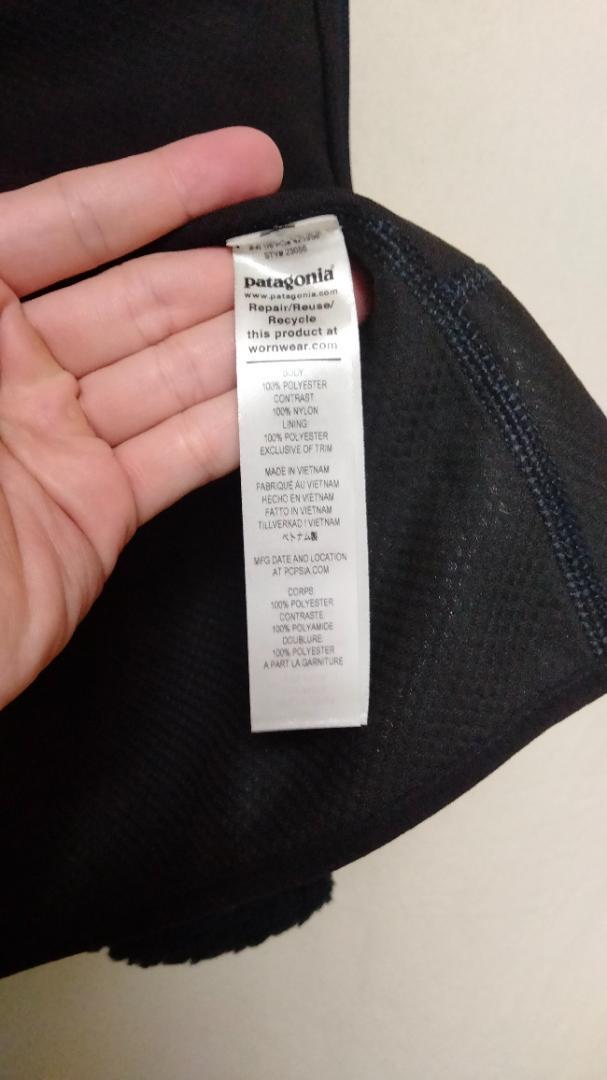 STY# 23056
patagonia®
www.patagonia.com
Repair/Reuse/
Recycle
this product at
wornwear.com
BODY:
100% POLYESTER
CONTRAST:
100% NYLON
LINING:
100% POLYESTER
EXCLUSIVE OF TRIM
MADE IN VIETNAM
FABRIQUÉ AU VIETNAM
HECHO EN VIETNAM
FATTO IN VIETNAM
TILLVERKAD I VIETNAM
ベトナム製
MFG DATE AND LOCATION
AT PCPSIA.COM
CORPS:
100% POLYESTER
CONTRASTE:
100% POLYAMIDE
DOUBLURE:
100% POLYESTER
A PART LA GARNITURE